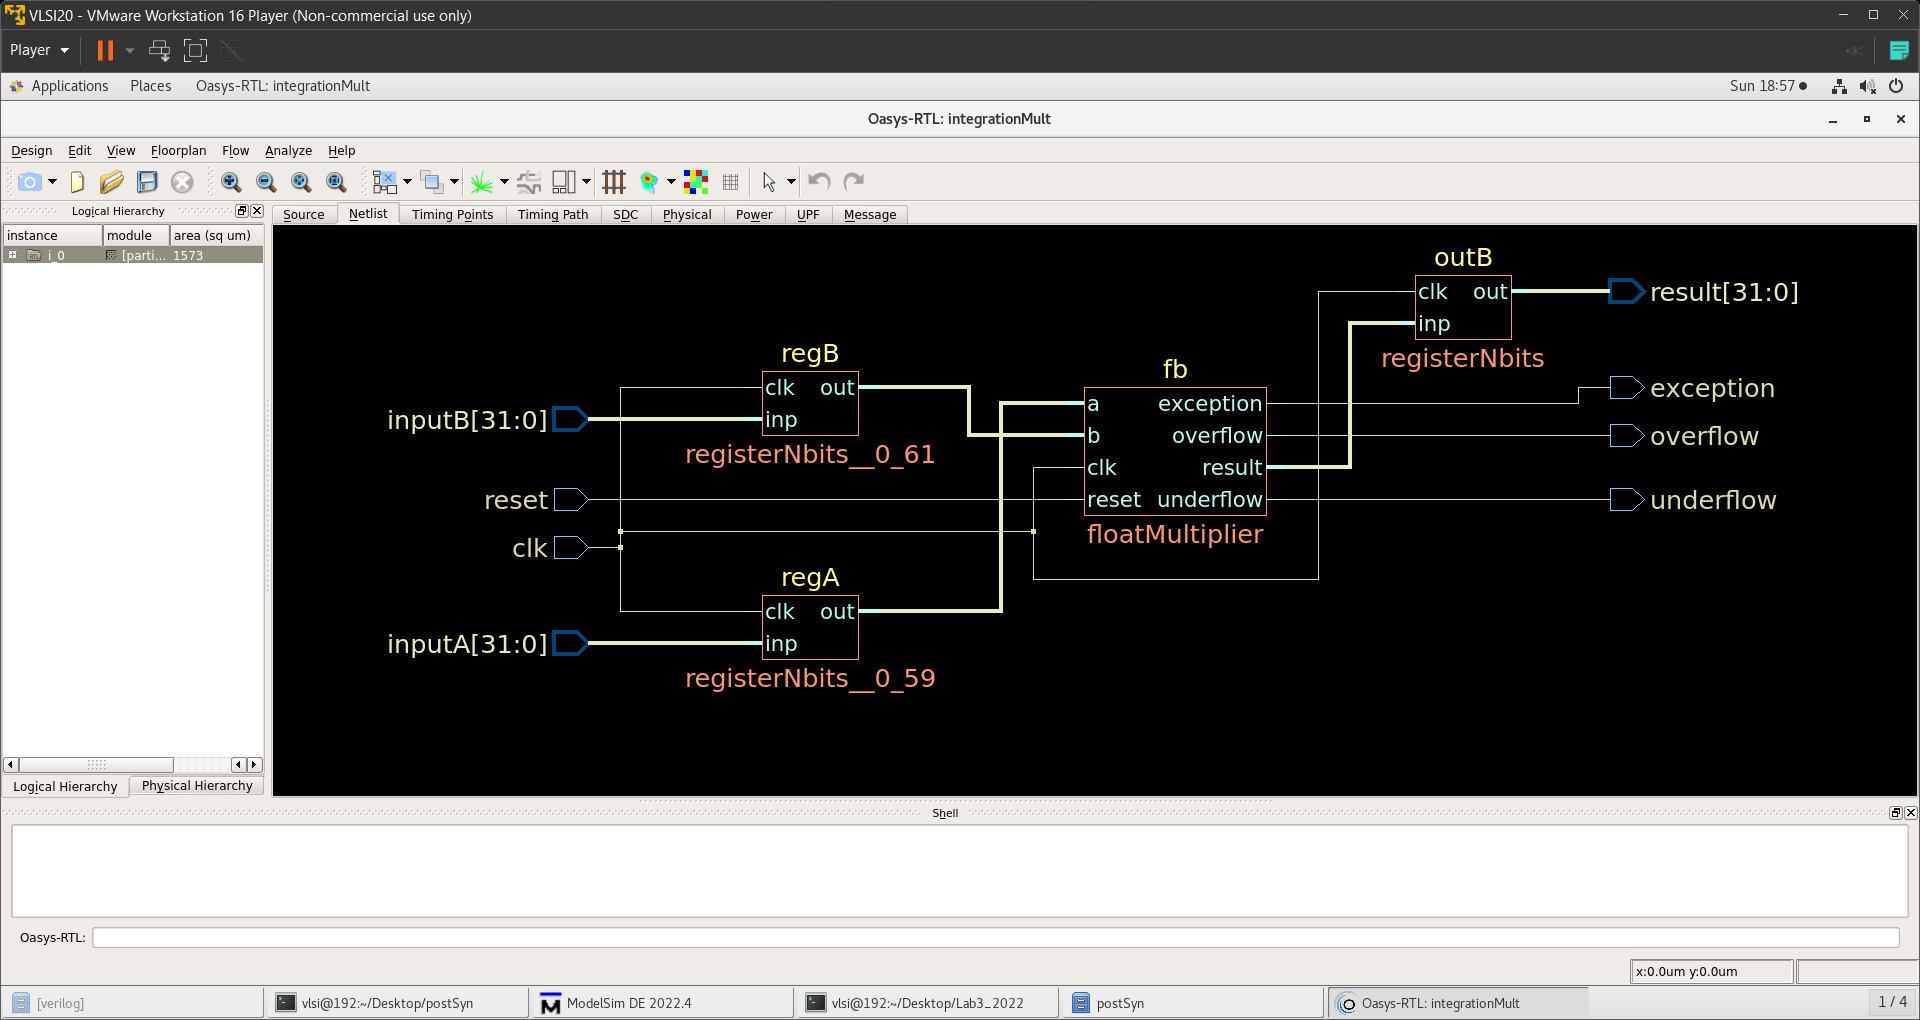 VLSI20 - VMware Workstation 16 Player (Non-commercial use only)
Player
Applications Places Oasys-RTL: integrationMult Sun 18:57
Oasys-RTL: integrationMult
Design Edit View Floorplan Flow Analyze Help
Logical Hierarchy
Source Netlist Timing Points Timing Path SDC Physical Power UPF Message
instance module area (sq um)
i_0 [parti... 1573
outB
clk out
inp
registerNbits
result[31:0]
regB
clk out
inp
registerNbits__0_61
inputB[31:0]
fb
a exception
b overflow
clk result
reset underflow
floatMultiplier
exception
overflow
underflow
reset
clk
regA
clk out
inp
registerNbits__0_59
inputA[31:0]
Logical Hierarchy Physical Hierarchy
Shell
Oasys-RTL:
x:0.0um y:0.0um
[verilog] vlsi@192:~/Desktop/postSyn ModelSim DE 2022.4 vlsi@192:~/Desktop/Lab3_2022 postSyn Oasys-RTL: integrationMult 1 / 4